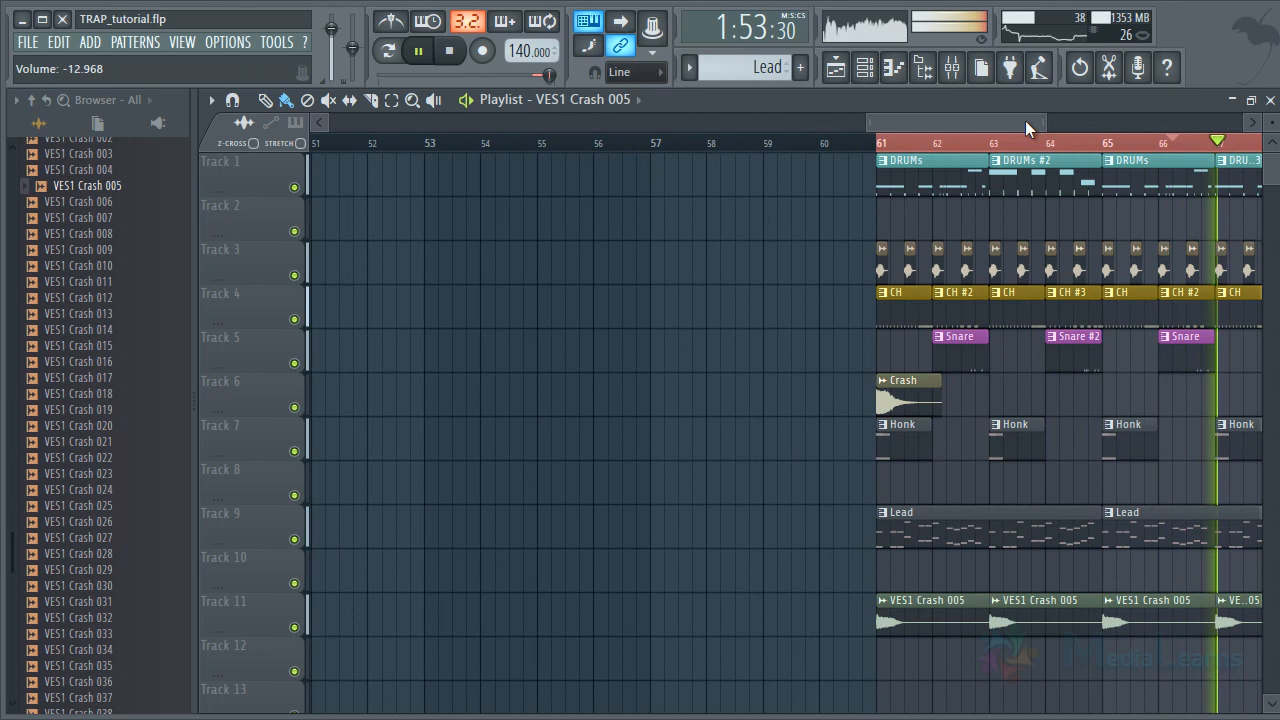 TRAP_tutorial.flp
FILE EDIT ADD PATTERNS VIEW OPTIONS TOOLS ?
Volume: -12.968
3.2
140.000
Line
1:53:30
M:S:CS
Lead
38
1353 MB
26
Browser - All
Playlist - VES1 Crash 005
Z-CROSS STRETCH
51 52 53 54 55 56 57 58 59 60 61 62 63 64 65 66
VES1 Crash 002
VES1 Crash 003
VES1 Crash 004
VES1 Crash 005
VES1 Crash 006
VES1 Crash 007
VES1 Crash 008
VES1 Crash 009
VES1 Crash 010
VES1 Crash 011
VES1 Crash 012
VES1 Crash 013
VES1 Crash 014
VES1 Crash 015
VES1 Crash 016
VES1 Crash 017
VES1 Crash 018
VES1 Crash 019
VES1 Crash 020
VES1 Crash 021
VES1 Crash 022
VES1 Crash 023
VES1 Crash 024
VES1 Crash 025
VES1 Crash 026
VES1 Crash 027
VES1 Crash 028
VES1 Crash 029
VES1 Crash 030
VES1 Crash 031
VES1 Crash 032
VES1 Crash 033
VES1 Crash 034
VES1 Crash 035
VES1 Crash 036
VES1 Crash 037
Track 1
DRUMs DRUMs #2 DRUMs DRU..3
Track 2
Track 3
Track 4
CH CH #2 CH CH #3 CH CH #2 CH
Track 5
Snare Snare #2 Snare
Track 6
Crash
Track 7
Honk Honk Honk Honk
Track 8
Track 9
Lead Lead
Track 10
Track 11
VES1 Crash 005 VES1 Crash 005 VES1 Crash 005 VE..05
Track 12
Track 13
Media Learns